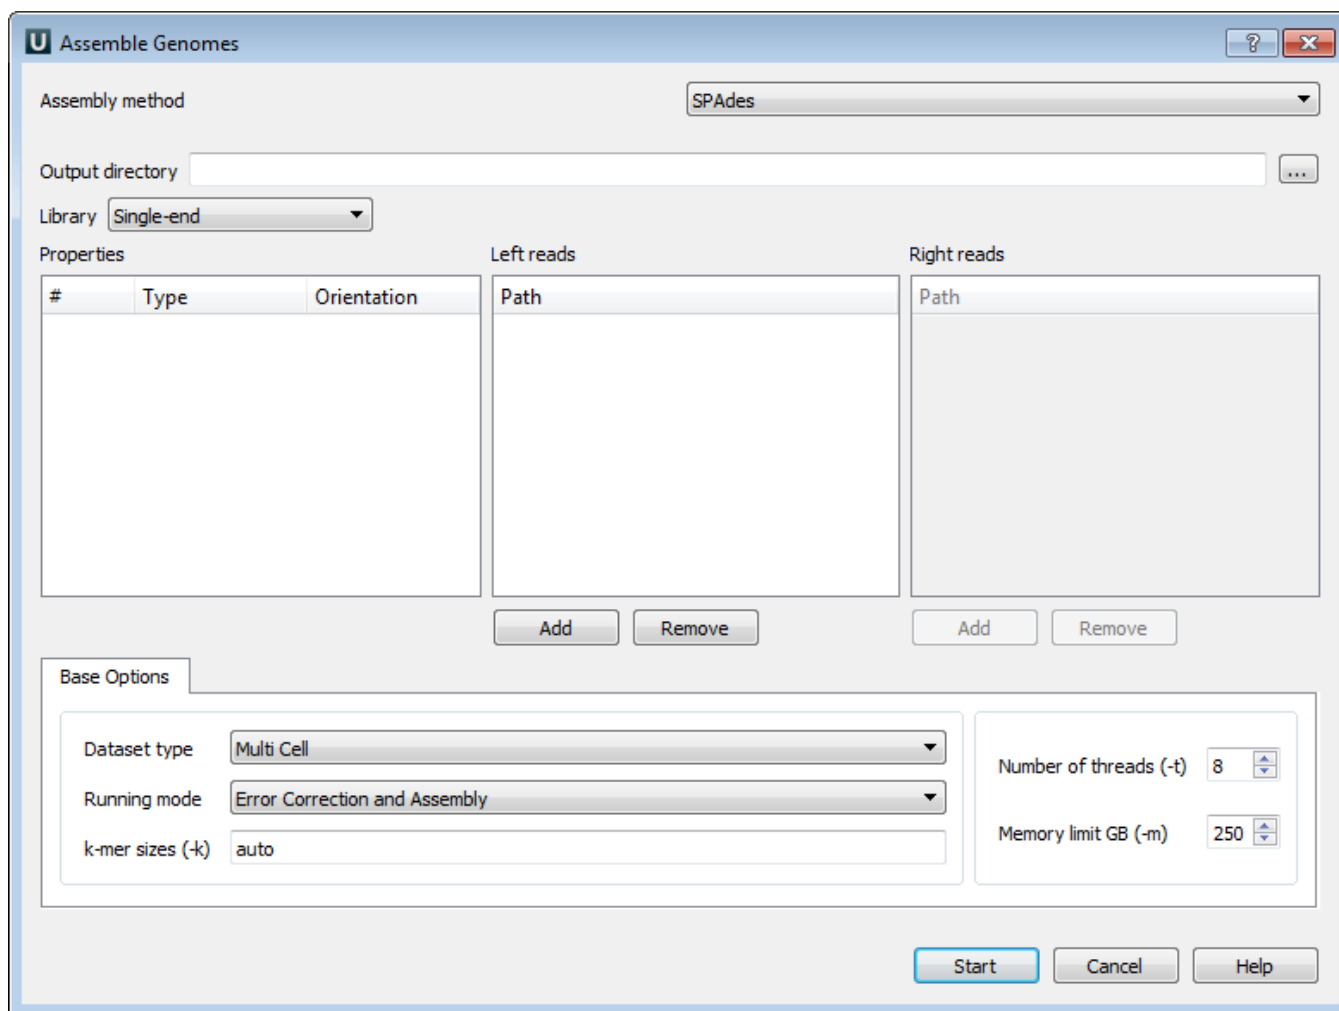 U Assemble Genomes ?
Assembly method SPAdes
Output directory ...
Library Single-end
Properties Left reads Right reads
# Type Orientation Path Path
Add Remove Add Remove
Base Options
Dataset type Multi Cell
Number of threads (-t) 8
Running mode Error Correction and Assembly
Memory limit GB (-m) 250
k-mer sizes (-k) auto
Start Cancel Help